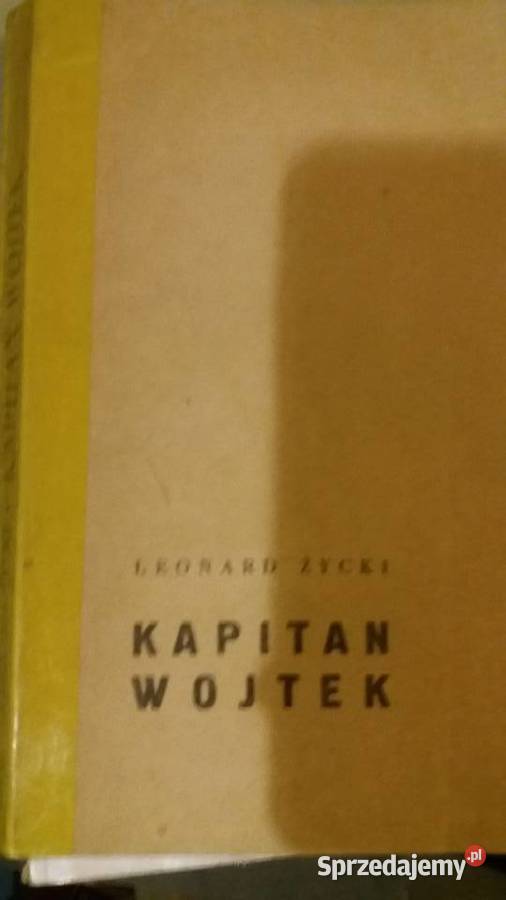 LEONARD ŻYCKI
KAPITAN
WOJTEK
Sprzedajemy.pl